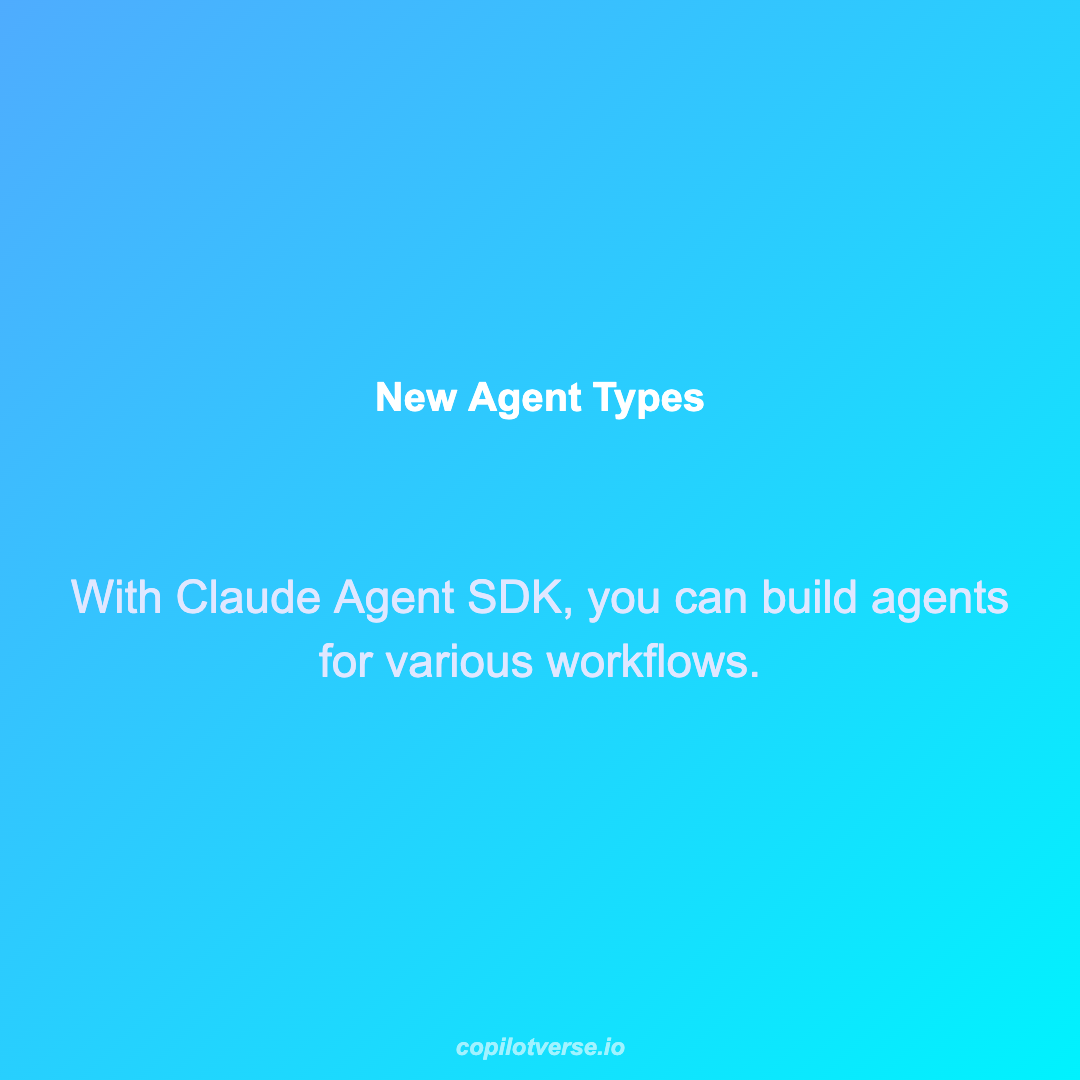 New Agent Types
With Claude Agent SDK, you can build agents
for various workflows.
copilotverse.io